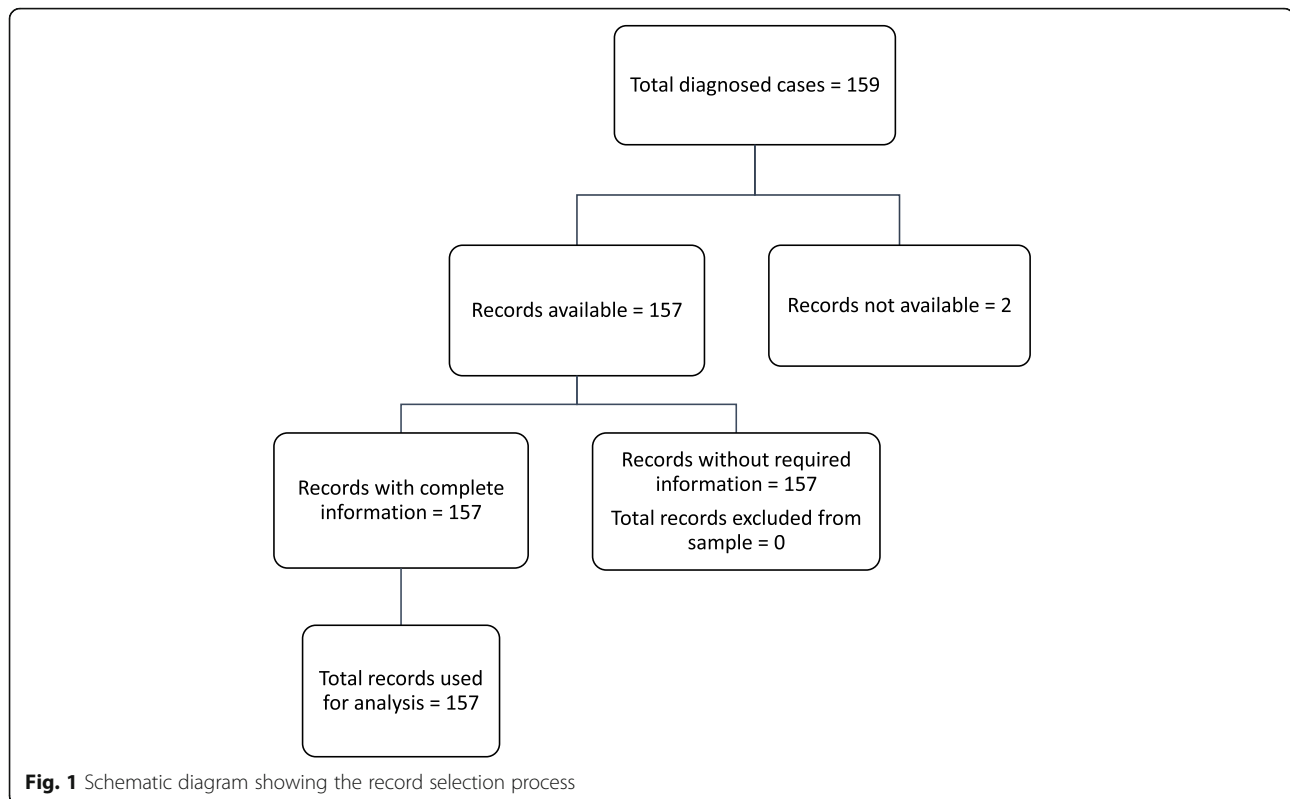 Total diagnosed cases = 159
Records available = 157
Records not available = 2
Records with complete
information = 157
Records without required
information = 157
Total records excluded from
sample = 0
Total records used
for analysis = 157
Fig. 1 Schematic diagram showing the record selection process